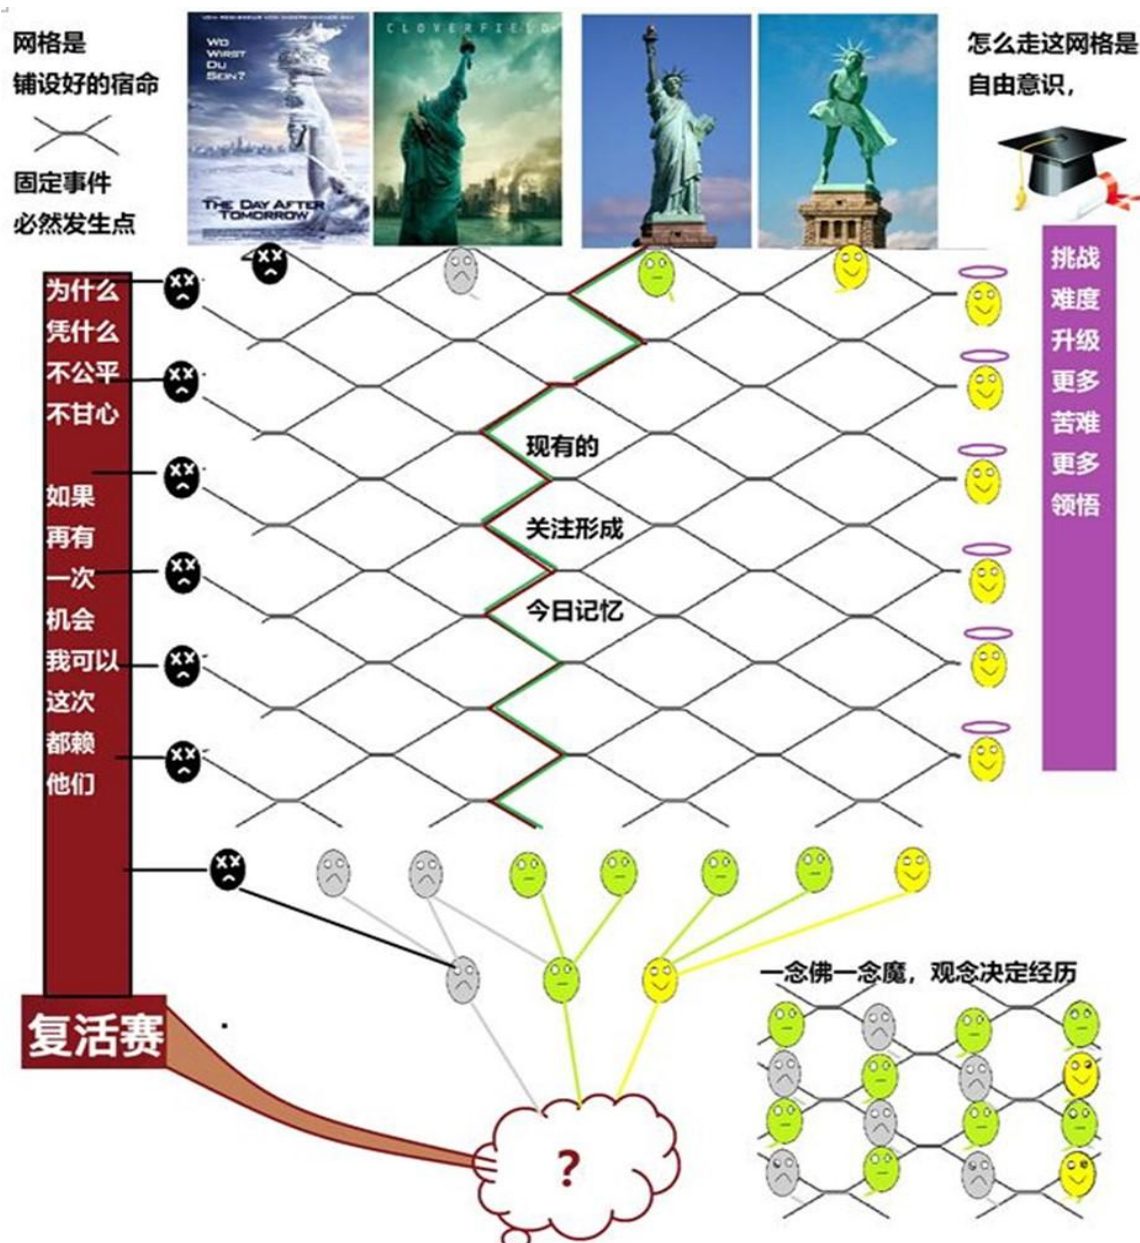 网格是
铺设好的宿命
固定事件
必然发生点
WO
WIRST
DU
SEIN?
THE DAY AFTER
TOMORROW
CLOVERFIELD
怎么走这网格是
自由意识，
为什么
凭什么
不公平
不甘心
如果
再有
一次
机会
我可以
这次
都赖
他们
挑战
难度
升级
更多
苦难
更多
领悟
现有的
关注形成
今日记忆
一念佛一念魔，观念决定经历
复活赛
?